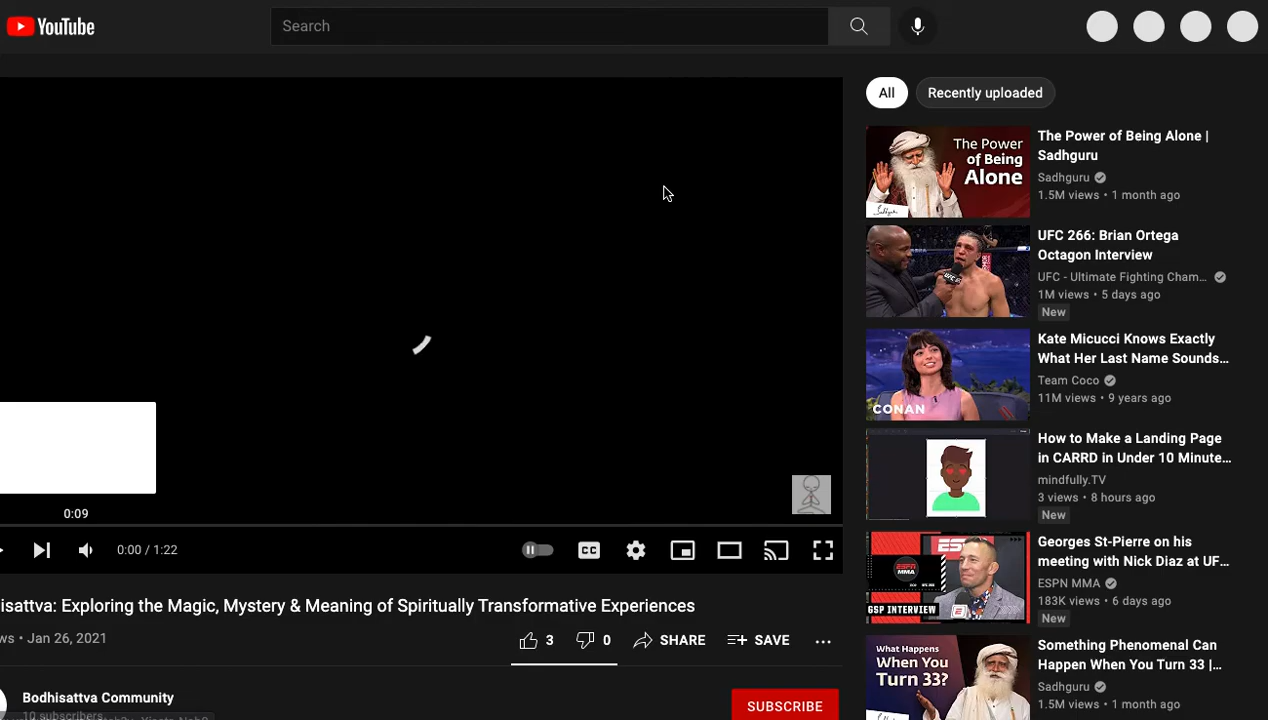 YouTube
Search
All
Recently uploaded
The Power
of Being
Alone
The Power of Being Alone |
Sadhguru
Sadhguru
1.5M views • 1 month ago
UFC 266: Brian Ortega
Octagon Interview
UFC - Ultimate Fighting Cham...
1M views • 5 days ago
New
CONAN
Kate Micucci Knows Exactly
What Her Last Name Sounds...
Team Coco
11M views • 9 years ago
How to Make a Landing Page
in CARRD in Under 10 Minute...
mindfully.TV
3 views • 8 hours ago
New
ESPN
MMA
GSP INTERVIEW
Georges St-Pierre on his
meeting with Nick Diaz at UF...
ESPN MMA
183K views • 6 days ago
New
What Happens
When You
Turn 33?
Something Phenomenal Can
Happen When You Turn 33 |...
Sadhguru
1.5M views • 1 month ago
0:09
0:00 / 1:22
CC
isattva: Exploring the Magic, Mystery & Meaning of Spiritually Transformative Experiences
ws • Jan 26, 2021
3
0
SHARE
SAVE
Bodhisattva Community
10 subscribers
SUBSCRIBE